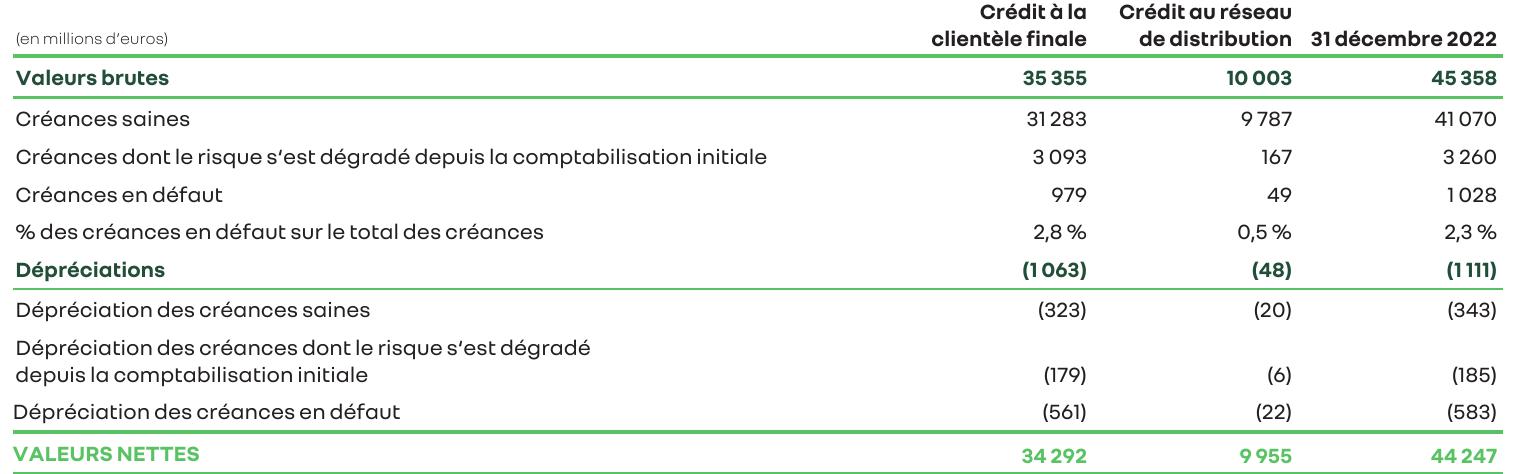 Crédit à la Crédit au réseau
(en millions d'euros) clientèle finale de distribution 31 décembre 2022
Valeurs brutes 35 355 10 003 45 358
Créances saines 31 283 9 787 41 070
Créances dont le risque s'est dégradé depuis la comptabilisation initiale 3 093 167 3 260
Créances en défaut 979 49 1 028
% des créances en défaut sur le total des créances 2,8 % 0,5 % 2,3 %
Dépréciations (1 063) (48) (1 111)
Dépréciation des créances saines (323) (20) (343)
Dépréciation des créances dont le risque s'est dégradé
depuis la comptabilisation initiale (179) (6) (185)
Dépréciation des créances en défaut (561) (22) (583)
VALEURS NETTES 34 292 9 955 44 247